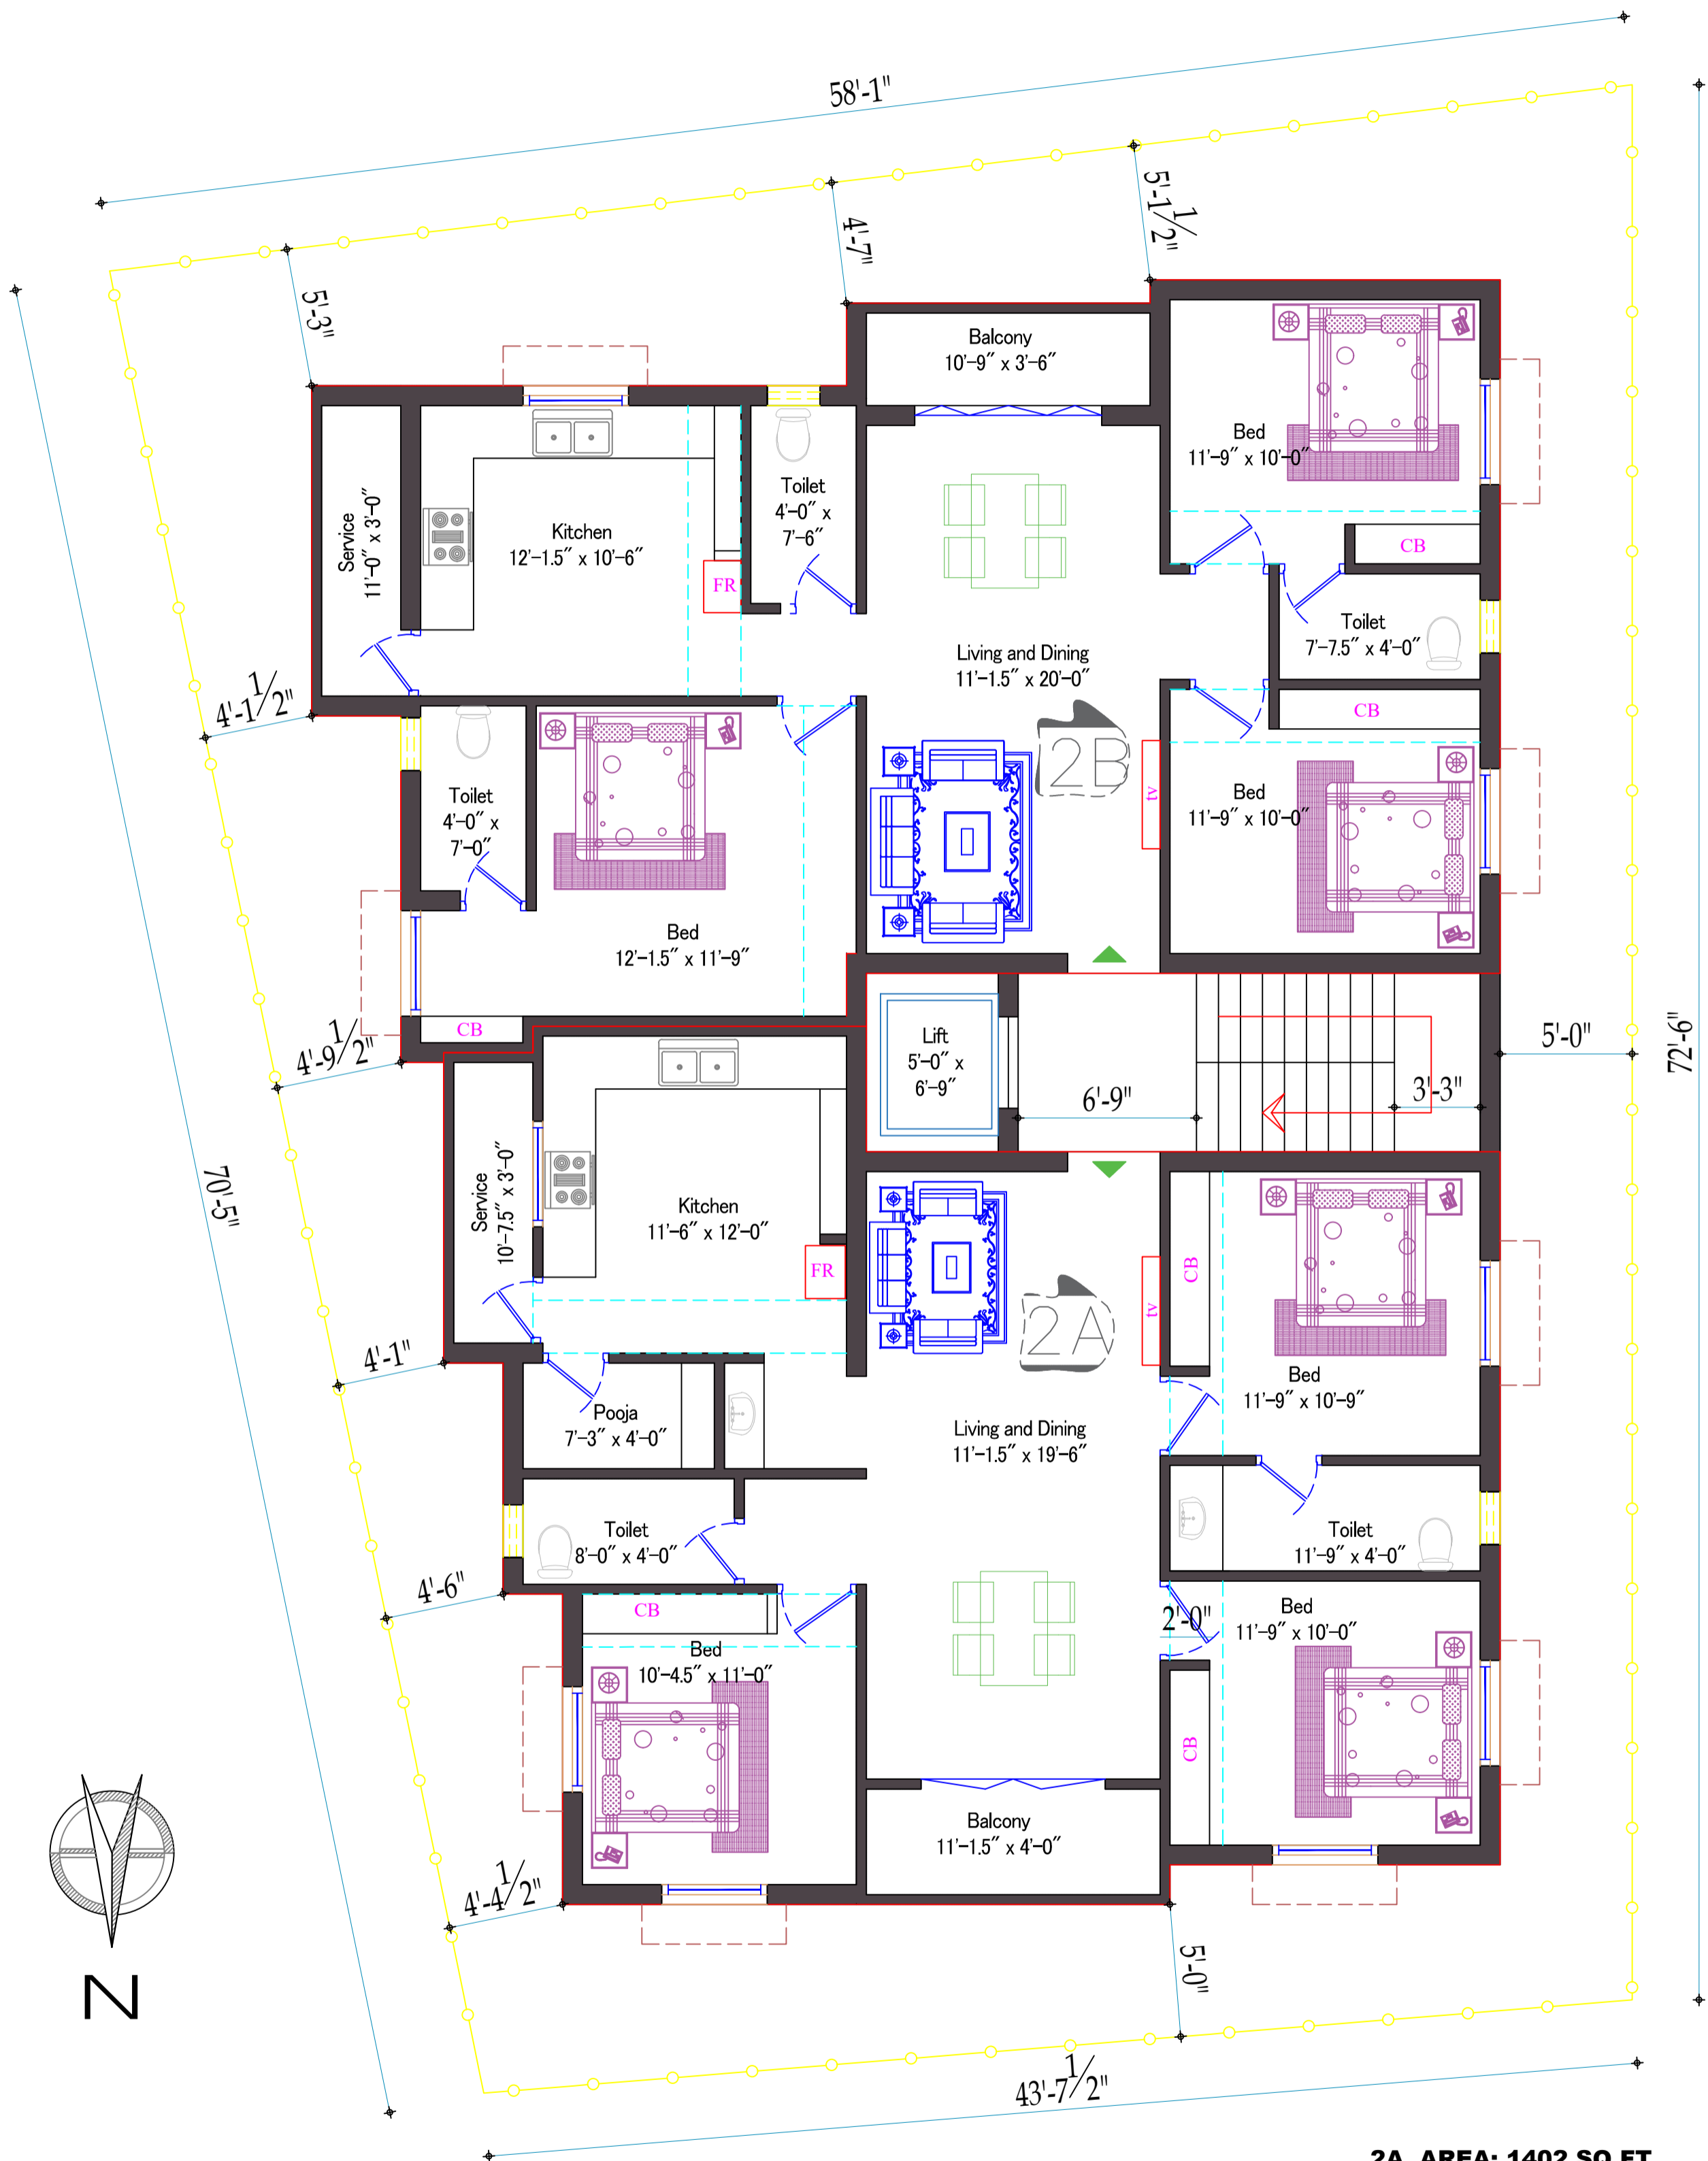 58'-1"
5'-1 1/2"
4'-7"
5'-3"
Balcony
10'-9" x 3'-6"
Bed
11'-9" x 10'-0"
Service
11'-0" x 3'-0"
Kitchen
12'-1.5" x 10'-6"
Toilet
4'-0" x
7'-6"
FR
CB
Toilet
7'-7.5" x 4'-0"
Living and Dining
11'-1.5" x 20'-0"
CB
4'-1 1/2"
2B
tv
Toilet
4'-0" x
7'-0"
Bed
11'-9" x 10'-0"
Bed
12'-1.5" x 11'-9"
CB
4'-9 1/2"
Lift
5'-0" x
6'-9"
6'-9"
3'-3"
5'-0"
72'-6"
70'-5"
Service
10'-7.5" x 3'-0"
Kitchen
11'-6" x 12'-0"
FR
CB
tv
2A
4'-1"
Bed
11'-9" x 10'-9"
Pooja
7'-3" x 4'-0"
Living and Dining
11'-1.5" x 19'-6"
Toilet
8'-0" x 4'-0"
Toilet
11'-9" x 4'-0"
4'-6"
CB
2'-0"
Bed
11'-9" x 10'-0"
Bed
10'-4.5" x 11'-0"
CB
Balcony
11'-1.5" x 4'-0"
4'-4 1/2"
5'-0"
N
43'-7 1/2"
2A AREA: 1402 SQ FT